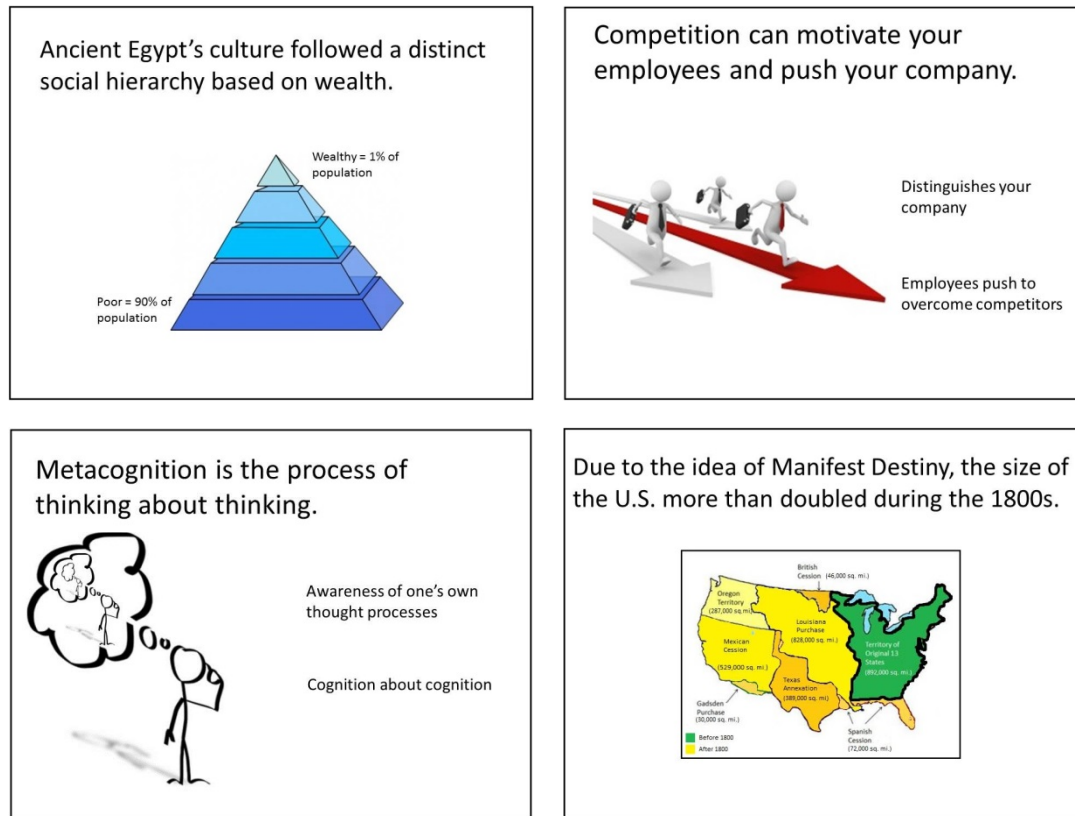 Ancient Egypt's culture followed a distinct
social hierarchy based on wealth.
Wealthy = 1% of
population
Poor = 90% of
population
Competition can motivate your
employees and push your company.
Distinguishes your
company
Employees push to
overcome competitors
Metacognition is the process of
thinking about thinking.
Awareness of one's own
thought processes
Cognition about cognition
Due to the idea of Manifest Destiny, the size of
the U.S. more than doubled during the 1800s.
British
Cession (46,000 sq. mi.)
Oregon
Territory
(287,000 sq. mi)
Louisiana
Purchase
(828,000 sq. mi.)
Mexican
Cession
(529,000 sq. mi.)
Territory of
Original 13
States
(892,000 sq. mi.)
Texas
Annexation
(389,000 sq. mi)
Gadsden
Purchase
(30,000 sq. mi.)
Spanish
Cession
(72,000 sq. mi.)
Before 1800
After 1800